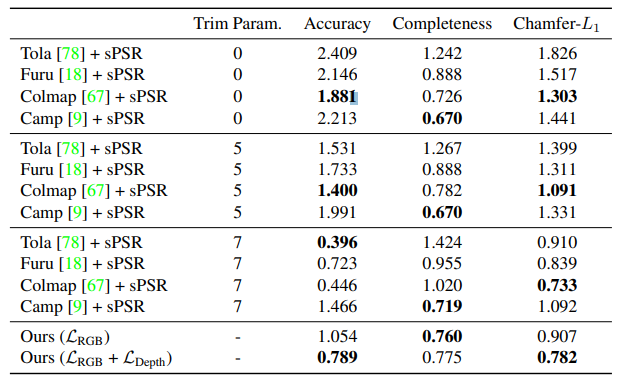 Trim Param. Accuracy Completeness Chamfer-L1
Tola [78] + sPSR 0 2.409 1.242 1.826
Furu [18] + sPSR 0 2.146 0.888 1.517
Colmap [67] + sPSR 0 1.881 0.726 1.303
Camp [9] + sPSR 0 2.213 0.670 1.441
Tola [78] + sPSR 5 1.531 1.267 1.399
Furu [18] + sPSR 5 1.733 0.888 1.311
Colmap [67] + sPSR 5 1.400 0.782 1.091
Camp [9] + sPSR 5 1.991 0.670 1.331
Tola [78] + sPSR 7 0.396 1.424 0.910
Furu [18] + sPSR 7 0.723 0.955 0.839
Colmap [67] + sPSR 7 0.446 1.020 0.733
Camp [9] + sPSR 7 1.466 0.719 1.092
Ours (ℒRGB) - 1.054 0.760 0.907
Ours (ℒRGB + ℒDepth) - 0.789 0.775 0.782